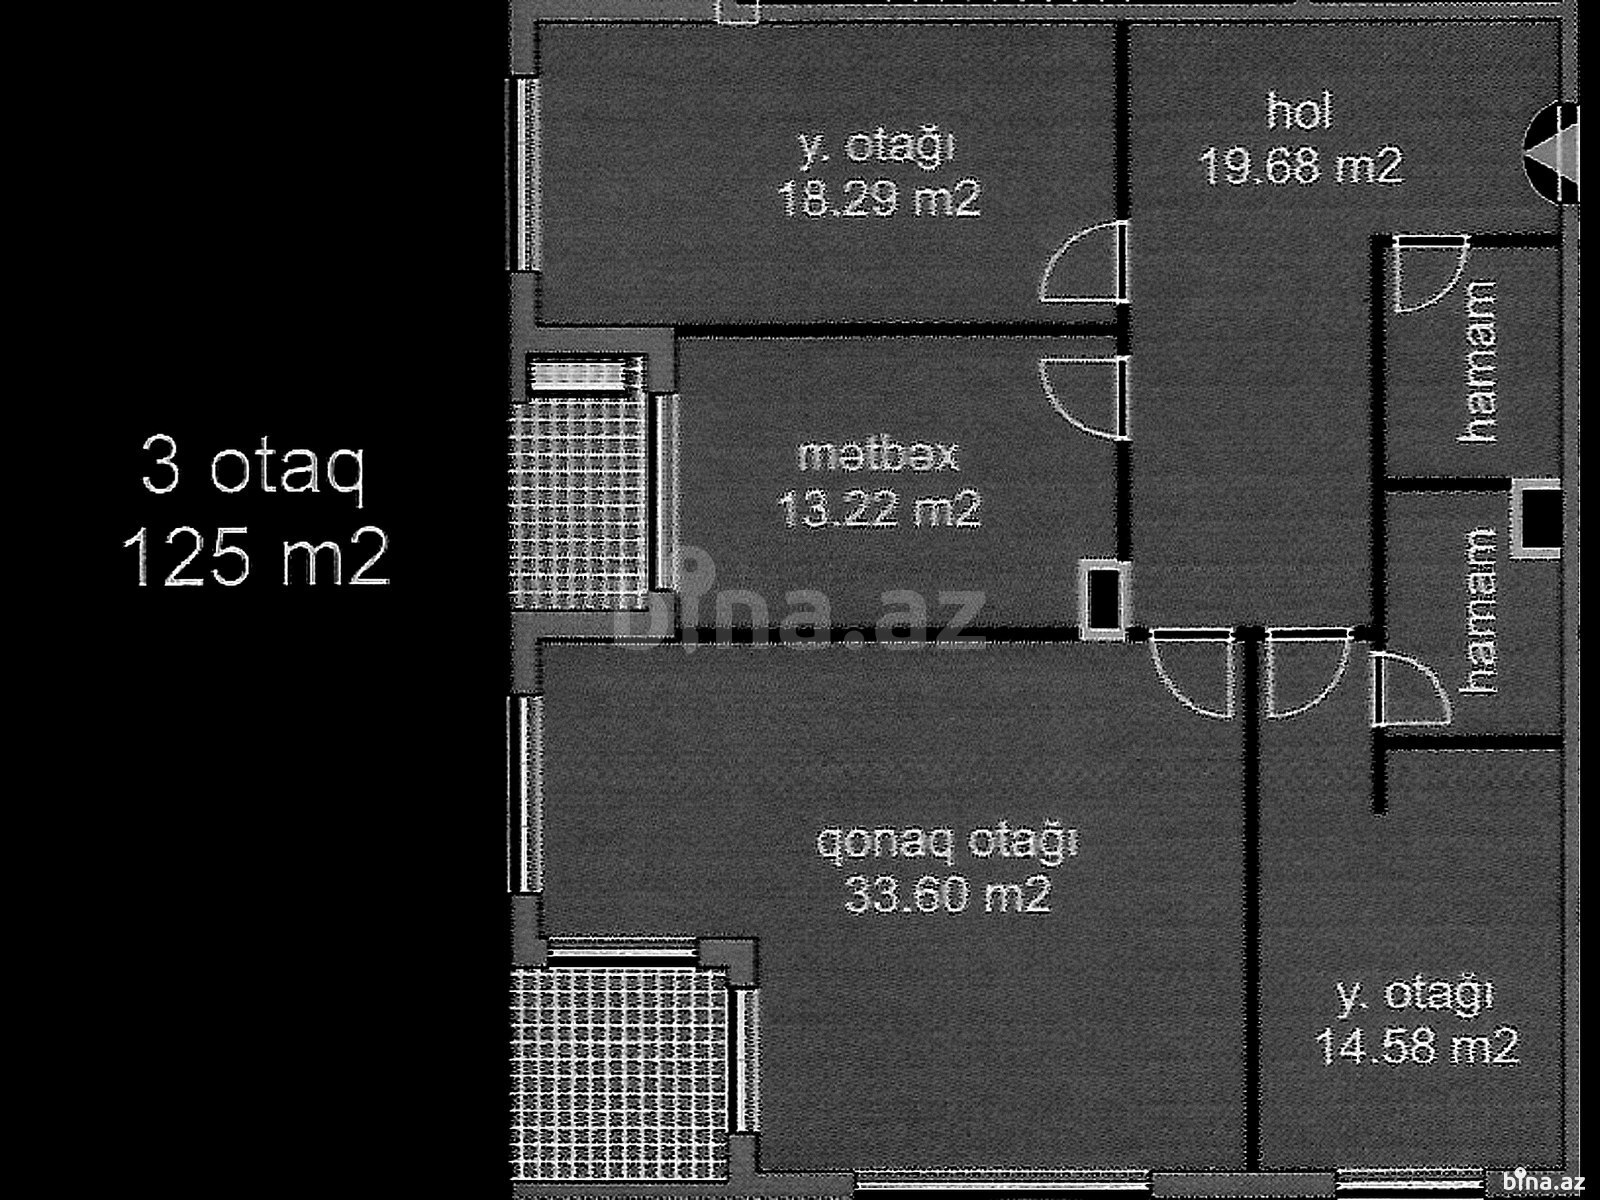 hol
19.68 m2
y. otağı
18.29 m2
hamam
3 otaq
125 m2
mətbəx
13.22 m2
hamam
bina.az
qonaq otağı
33.60 m2
y. otağı
14.58 m2
bina.az